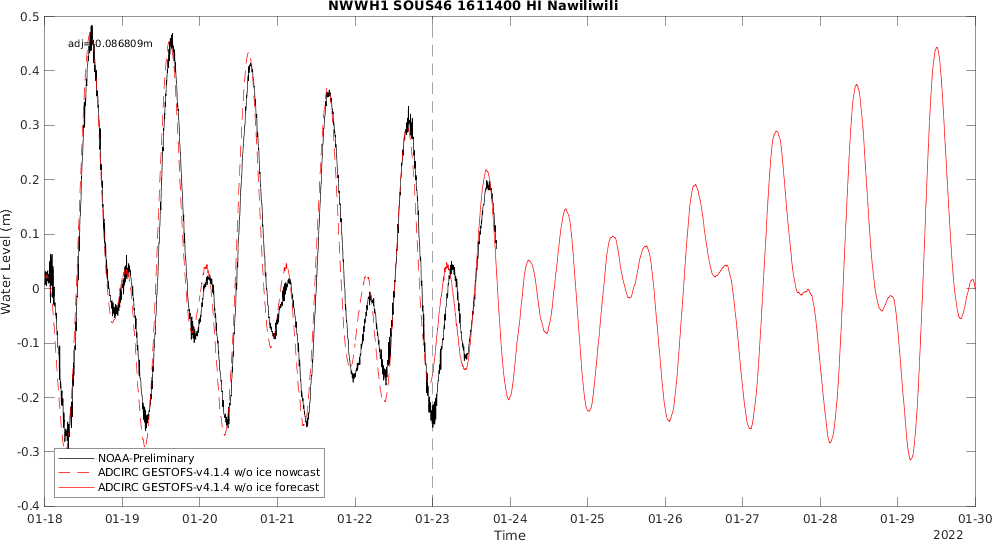 NWWH1 SOUS46 1611400 HI Nawiliwili
adj=-0.086809m
Water Level (m)
0.5
0.4
0.3
0.2
0.1
0
-0.1
-0.2
-0.3
-0.4
NOAA-Preliminary
ADCIRC GESTOFS-v4.1.4 w/o ice nowcast
ADCIRC GESTOFS-v4.1.4 w/o ice forecast
01-18 01-19 01-20 01-21 01-22 01-23 01-24 01-25 01-26 01-27 01-28 01-29 01-30
Time
2022